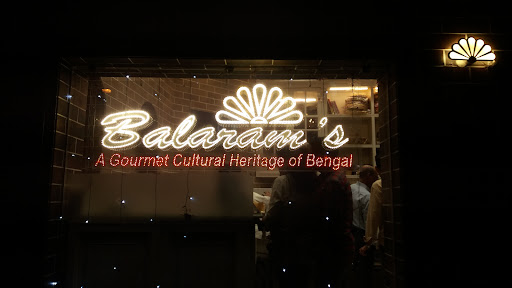 Balaram's
A Gourmet Cultural Heritage of Bengal